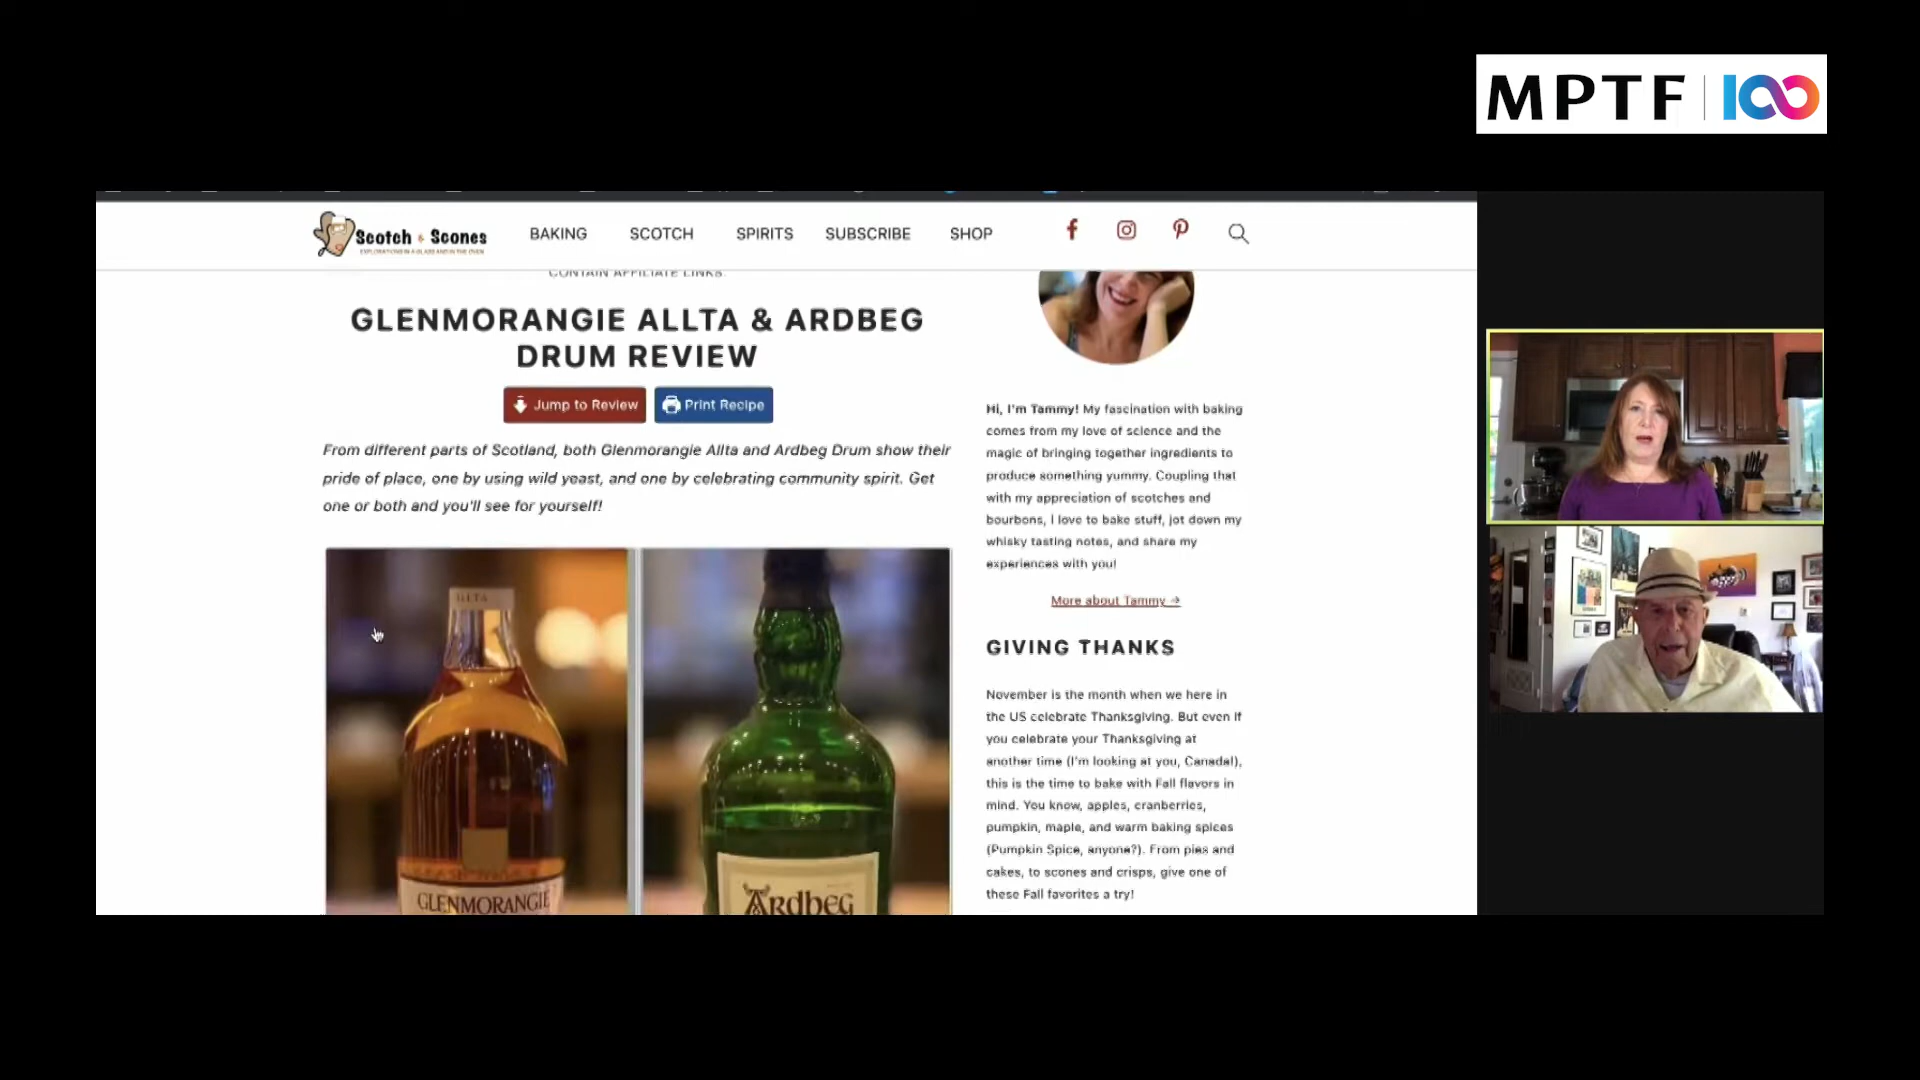 MPTF 100
Scotch & Scones
BAKING SCOTCH SPIRITS SUBSCRIBE SHOP
CONTAIN AFFILIATE LINKS.
GLENMORANGIE ALLTA & ARDBEG
DRUM REVIEW
Jump to Review Print Recipe
From different parts of Scotland, both Glenmorangie Allta and Ardbeg Drum show their
pride of place, one by using wild yeast, and one by celebrating community spirit. Get
one or both and you'll see for yourself!
GLENMORANGIE
Ardbeg
Hi, I'm Tammy! My fascination with baking
comes from my love of science and the
magic of bringing together ingredients to
produce something yummy. Coupling that
with my appreciation of scotches and
bourbons, I love to bake stuff, jot down my
whisky tasting notes, and share my
experiences with you!
More about Tammy →
GIVING THANKS
November is the month when we here in
the US celebrate Thanksgiving. But even if
you celebrate your Thanksgiving at
another time (I'm looking at you, Canada!),
this is the time to bake with Fall flavors in
mind. You know, apples, cranberries,
pumpkin, maple, and warm baking spices
(Pumpkin Spice, anyone?). From pies and
cakes, to scones and crisps, give one of
these Fall favorites a try!